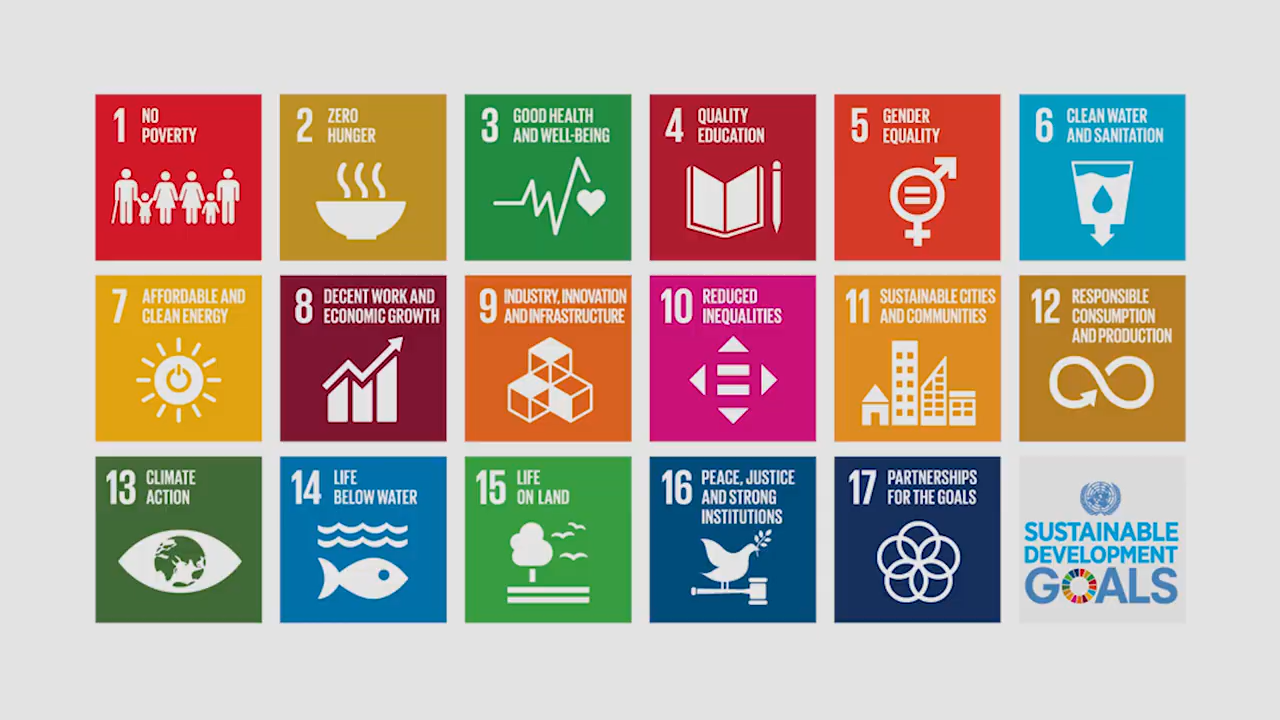 1 NO
POVERTY
2 ZERO
HUNGER
3 GOOD HEALTH
AND WELL-BEING
4 QUALITY
EDUCATION
5 GENDER
EQUALITY
6 CLEAN WATER
AND SANITATION
7 AFFORDABLE AND
CLEAN ENERGY
8 DECENT WORK AND
ECONOMIC GROWTH
9 INDUSTRY, INNOVATION
AND INFRASTRUCTURE
10 REDUCED
INEQUALITIES
11 SUSTAINABLE CITIES
AND COMMUNITIES
12 RESPONSIBLE
CONSUMPTION
AND PRODUCTION
13 CLIMATE
ACTION
14 LIFE
BELOW WATER
15 LIFE
ON LAND
16 PEACE, JUSTICE
AND STRONG
INSTITUTIONS
17 PARTNERSHIPS
FOR THE GOALS
SUSTAINABLE
DEVELOPMENT
GOALS